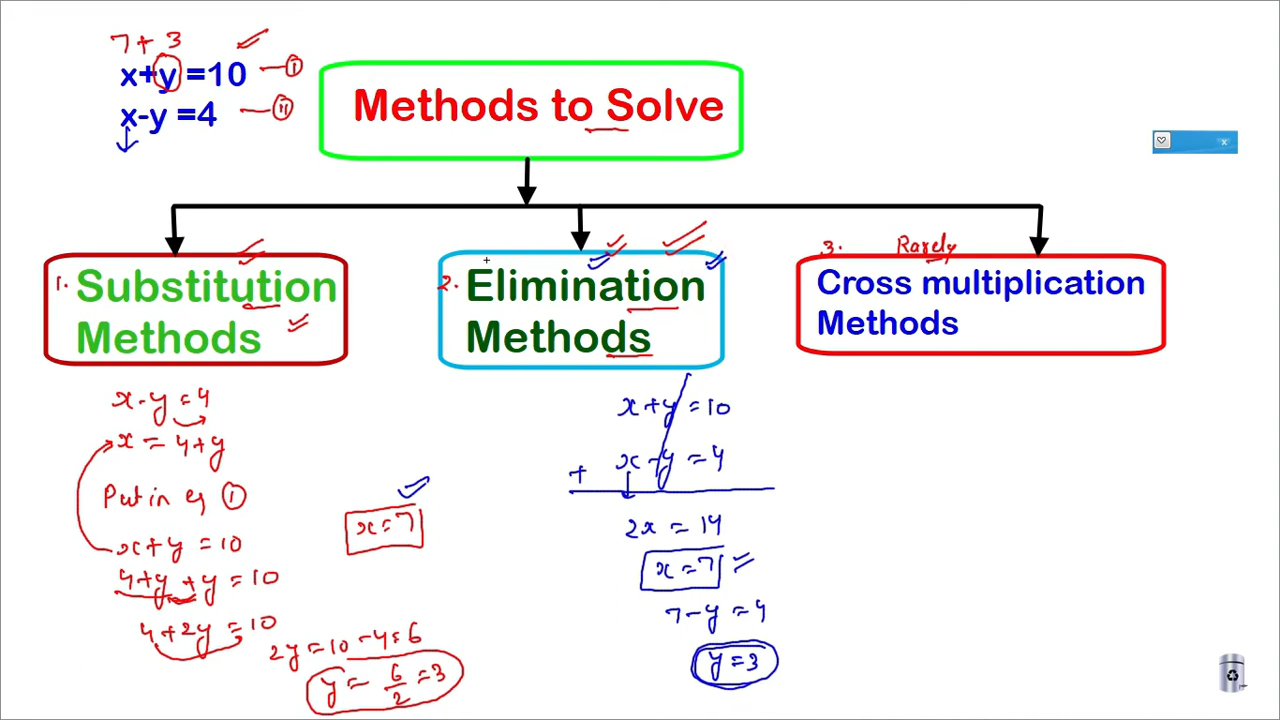 7 + 3
x+y =10 — (i)
x-y =4 — (ii)
Methods to Solve
1. Substitution
Methods
2. Elimination
Methods
3. Rarely
Cross multiplication
Methods
x - y = 4
x = 4 + y
Put in eq (1)
x + y = 10
4 + y + y = 10
4 + 2y = 10
2y = 10 - 4 = 6
y = 6/2 = 3
x = 7
x + y = 10
+ x - y = 4
2x = 14
x = 7
7 - y = 4
y = 3
x